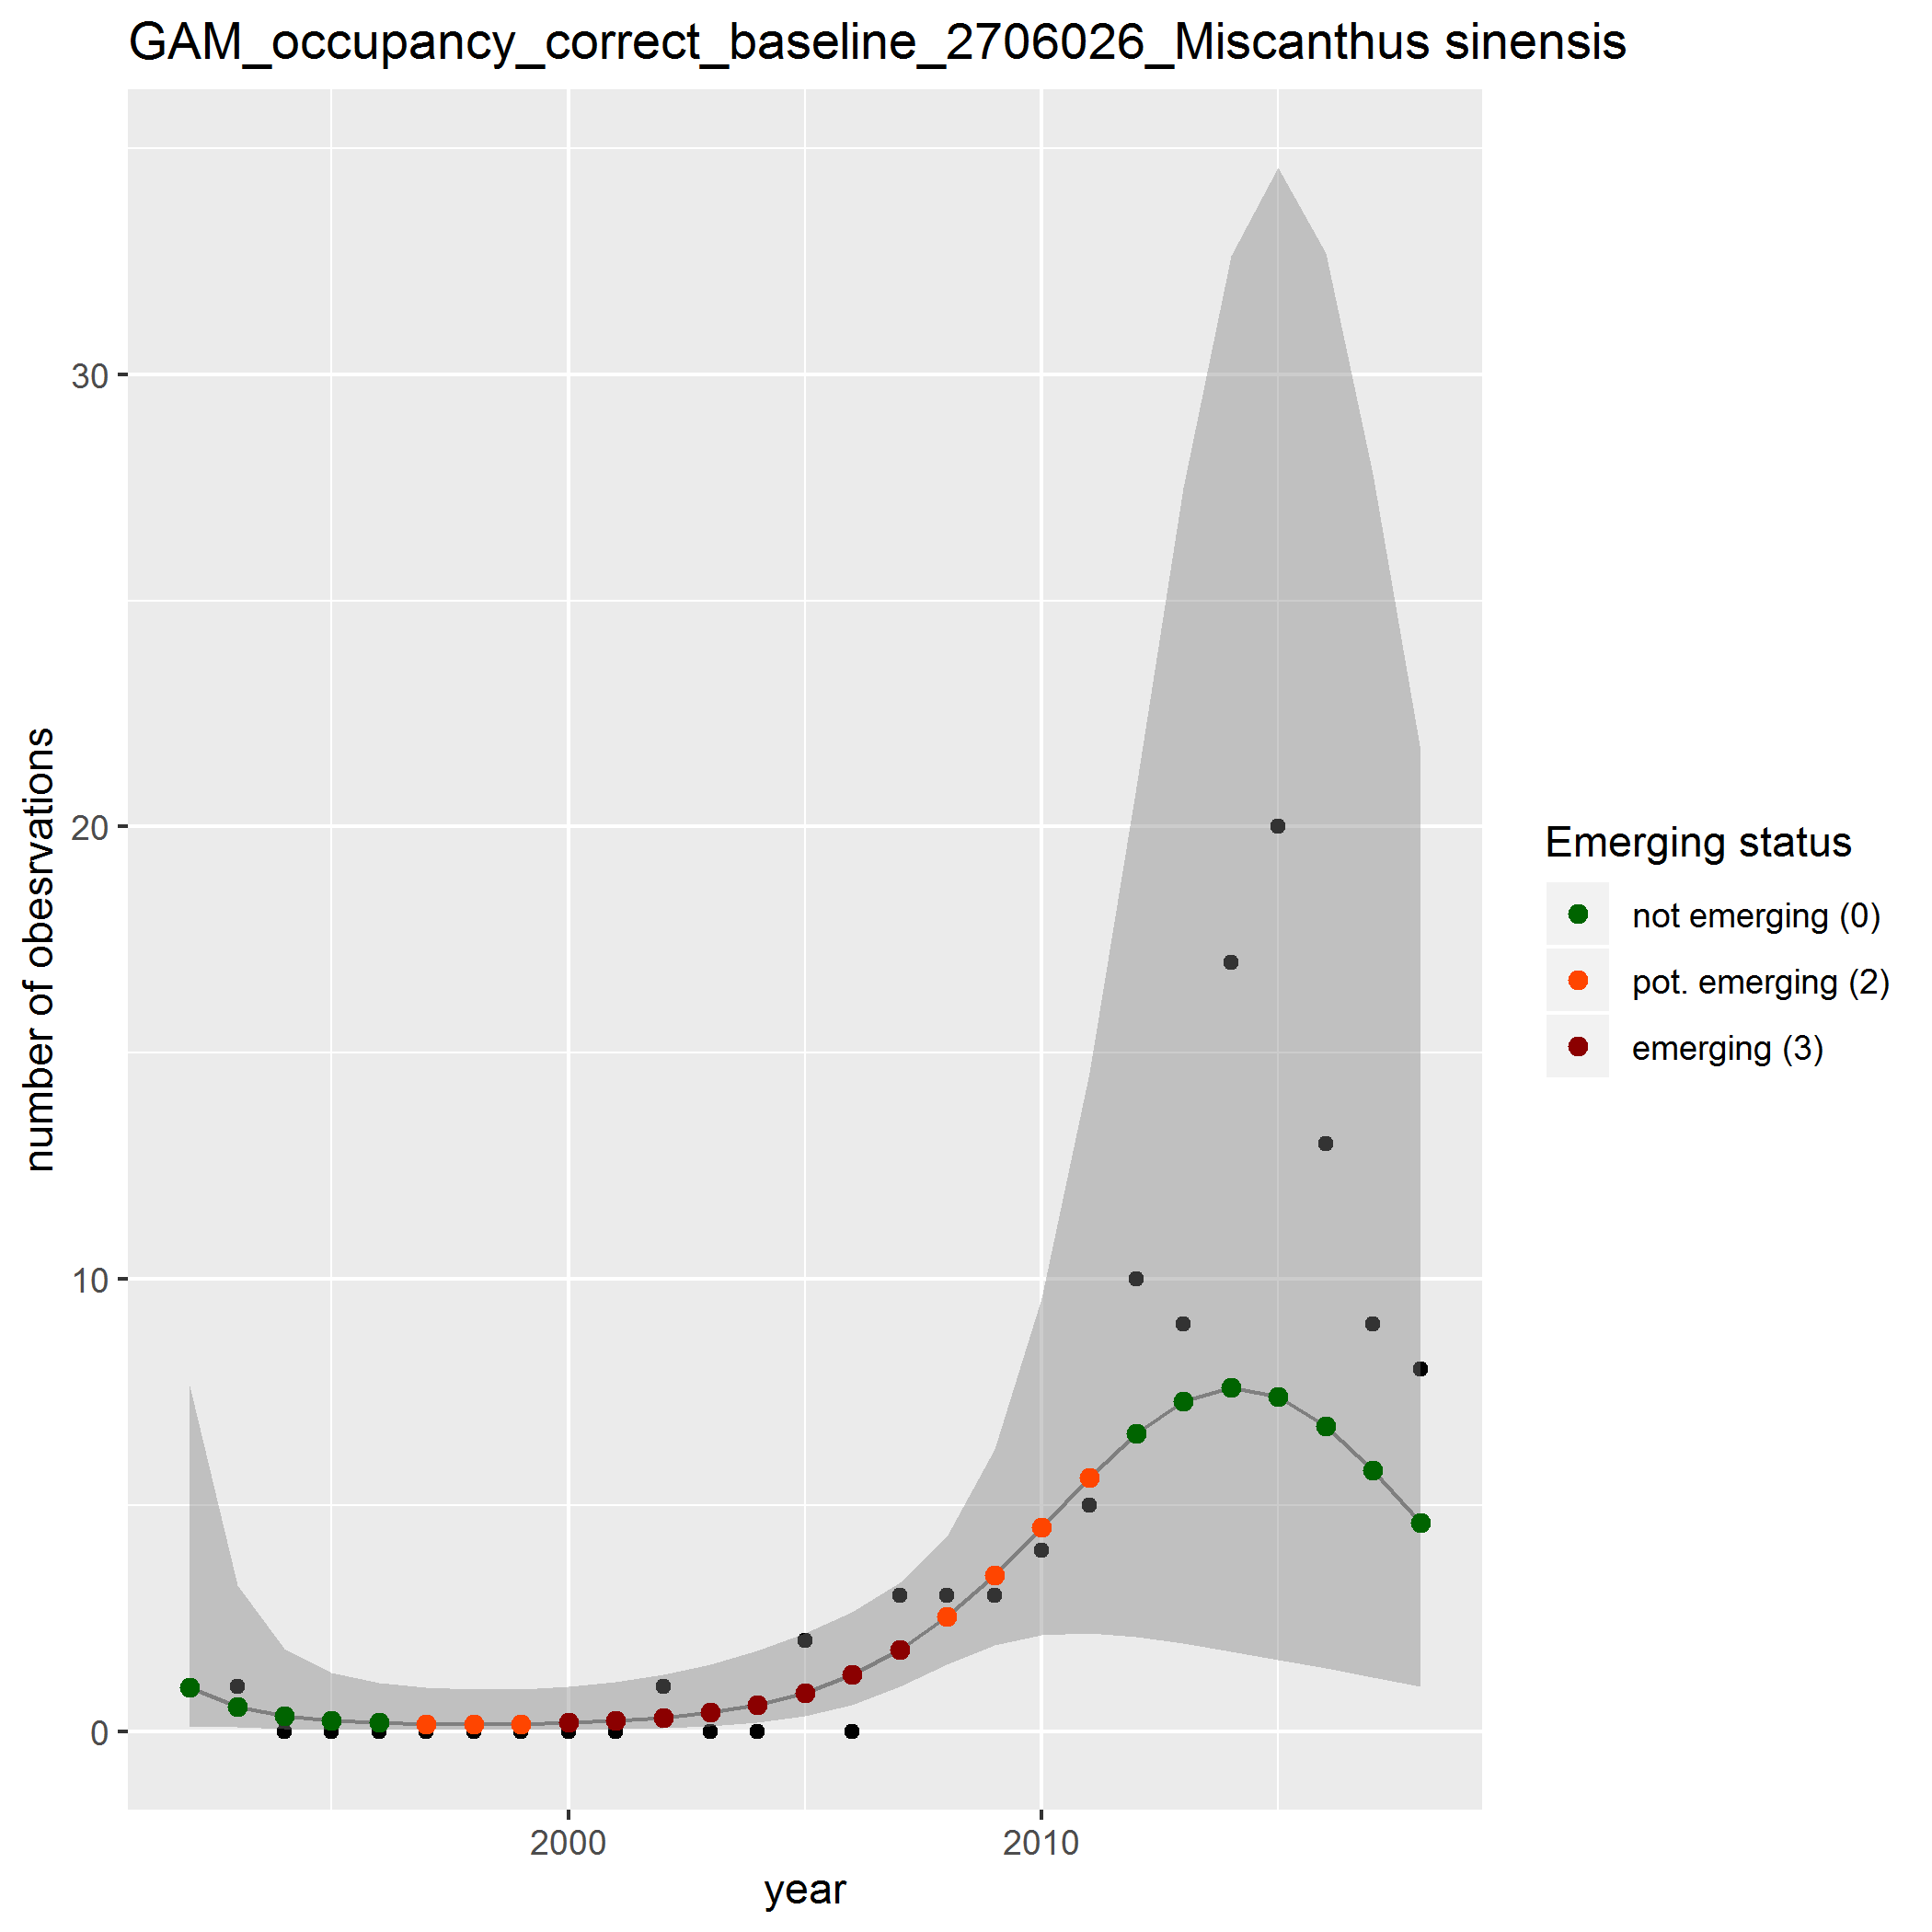 GAM_occupancy_correct_baseline_2706026_Miscanthus sinensis
number of obesrvations
30
20
10
0
2000
2010
year
Emerging status
not emerging (0)
pot. emerging (2)
emerging (3)